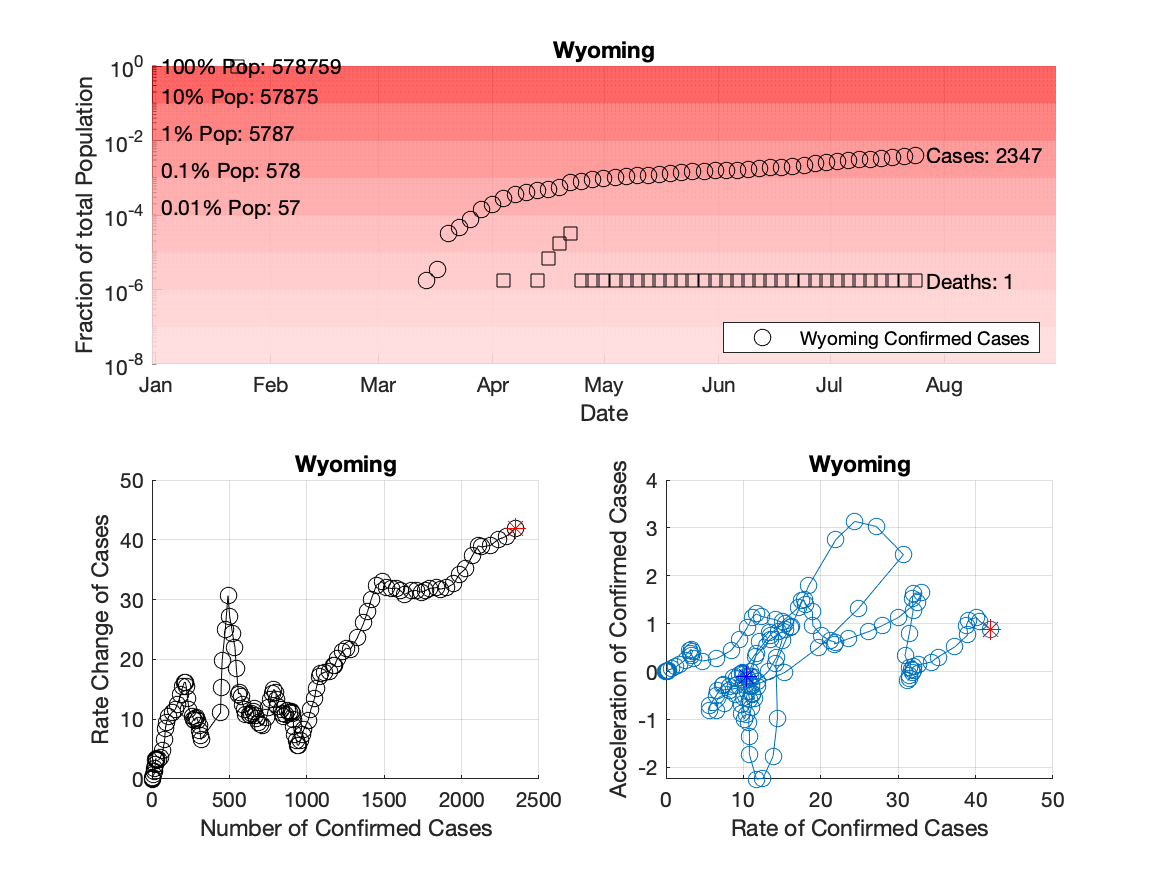 Wyoming
10^0
10^-2
10^-4
10^-6
10^-8
Fraction of total Population
100% Pop: 578759
10% Pop: 57875
1% Pop: 5787
0.1% Pop: 578
0.01% Pop: 57
Cases: 2347
Deaths: 1
Wyoming Confirmed Cases
Jan Feb Mar Apr May Jun Jul Aug
Date
Wyoming
Rate Change of Cases
50
40
30
20
10
0
0 500 1000 1500 2000 2500
Number of Confirmed Cases
Wyoming
Acceleration of Confirmed Cases
4
3
2
1
0
-1
-2
0 10 20 30 40 50
Rate of Confirmed Cases